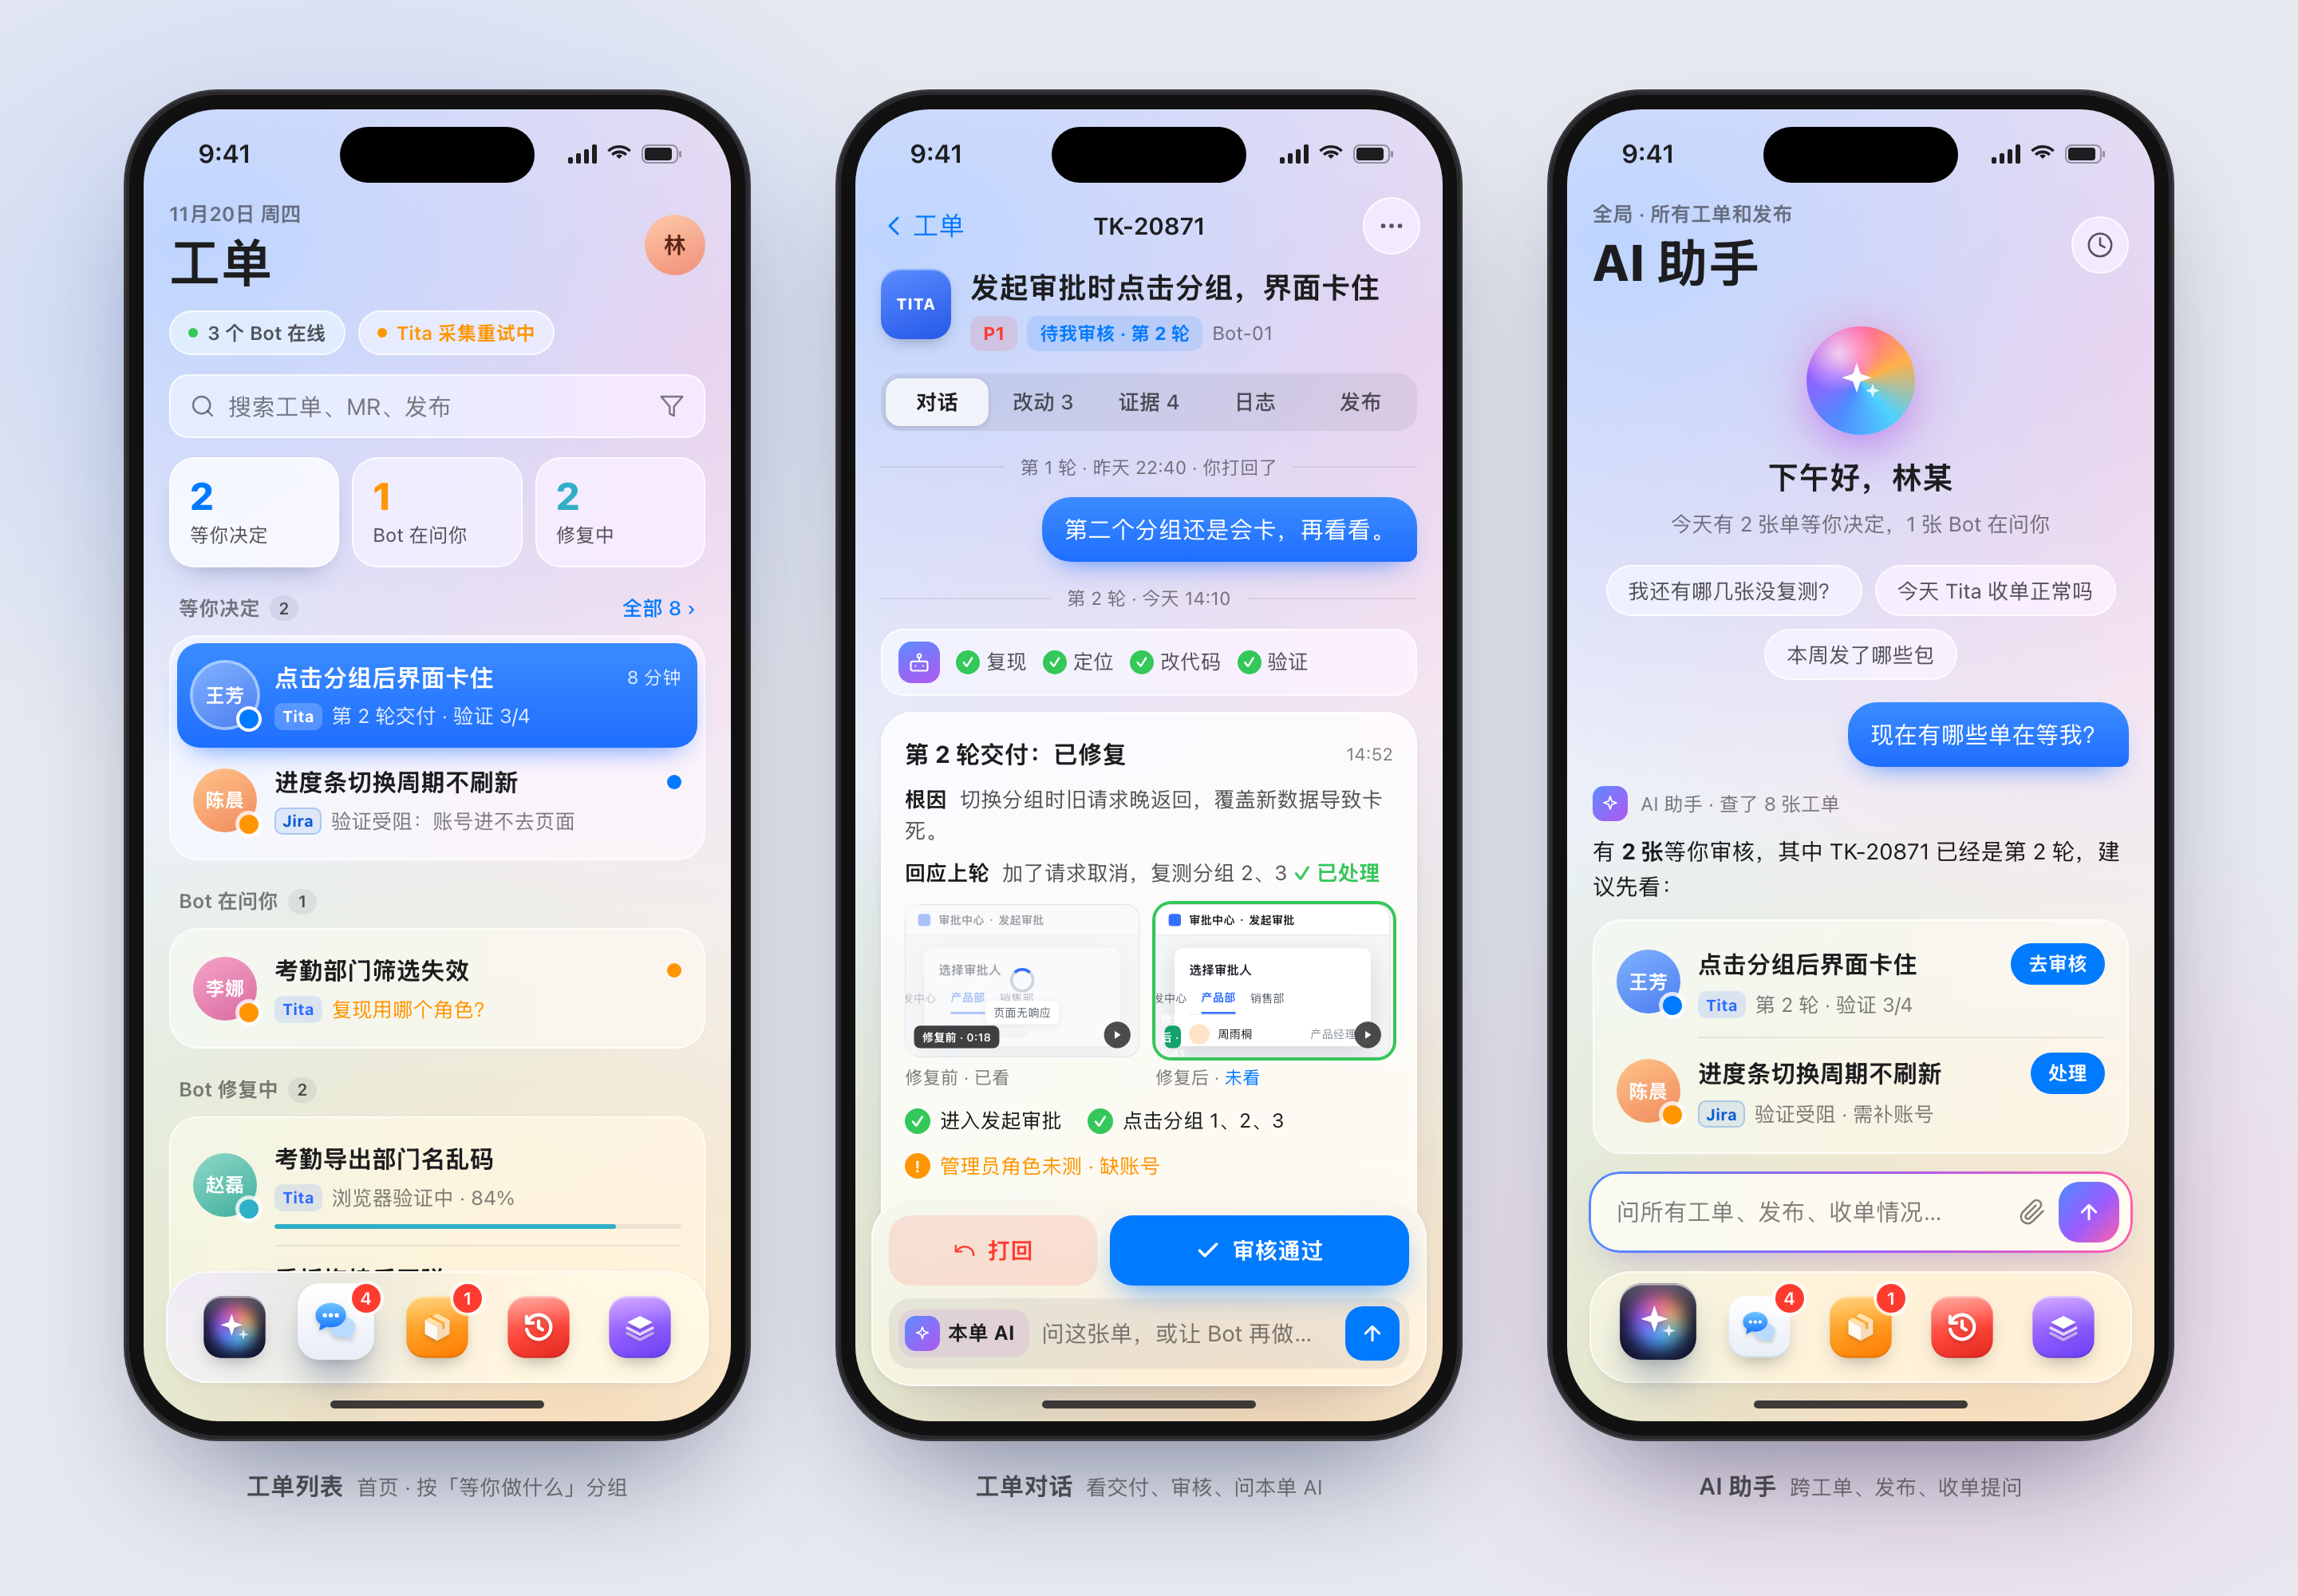 9:41
11月20日 周四
工单
林
3 个 Bot 在线
Tita 采集重试中
搜索工单、MR、发布
2
等你决定
1
Bot 在问你
2
修复中
等你决定 2
全部 8 ›
王芳
点击分组后界面卡住
8 分钟
Tita 第 2 轮交付 · 验证 3/4
陈晨
进度条切换周期不刷新
Jira 验证受阻：账号进不去页面
Bot 在问你 1
李娜
考勤部门筛选失效
Tita 复现用哪个角色?
Bot 修复中 2
赵磊
考勤导出部门名乱码
Tita 浏览器验证中 · 84%
4
1
工单列表 首页 · 按「等你做什么」分组
9:41
工单
TK-20871
TITA
发起审批时点击分组，界面卡住
P1 待我审核 · 第 2 轮 Bot-01
对话 改动 3 证据 4 日志 发布
第 1 轮 · 昨天 22:40 · 你打回了
第二个分组还是会卡，再看看。
第 2 轮 · 今天 14:10
复现 定位 改代码 验证
第 2 轮交付：已修复
14:52
根因 切换分组时旧请求晚返回，覆盖新数据导致卡
死。
回应上轮 加了请求取消，复测分组 2、3 ✓ 已处理
审批中心 · 发起审批
选择审批人
发中心 产品部 销售部
页面无响应
修复前 · 0:18
修复前 · 已看
审批中心 · 发起审批
选择审批人
发中心 产品部 销售部
周雨桐 产品经理
后 ·
修复后 · 未看
进入发起审批 点击分组 1、2、3
管理员角色未测 · 缺账号
打回
审核通过
本单 AI 问这张单，或让 Bot 再做...
工单对话 看交付、审核、问本单 AI
9:41
全局 · 所有工单和发布
AI 助手
下午好，林某
今天有 2 张单等你决定，1 张 Bot 在问你
我还有哪几张没复测?
今天 Tita 收单正常吗
本周发了哪些包
现在有哪些单在等我?
AI 助手 · 查了 8 张工单
有 2 张等你审核，其中 TK-20871 已经是第 2 轮，建
议先看：
王芳
点击分组后界面卡住
去审核
Tita 第 2 轮 · 验证 3/4
陈晨
进度条切换周期不刷新
处理
Jira 验证受阻 · 需补账号
问所有工单、发布、收单情况...
4
1
AI 助手 跨工单、发布、收单提问